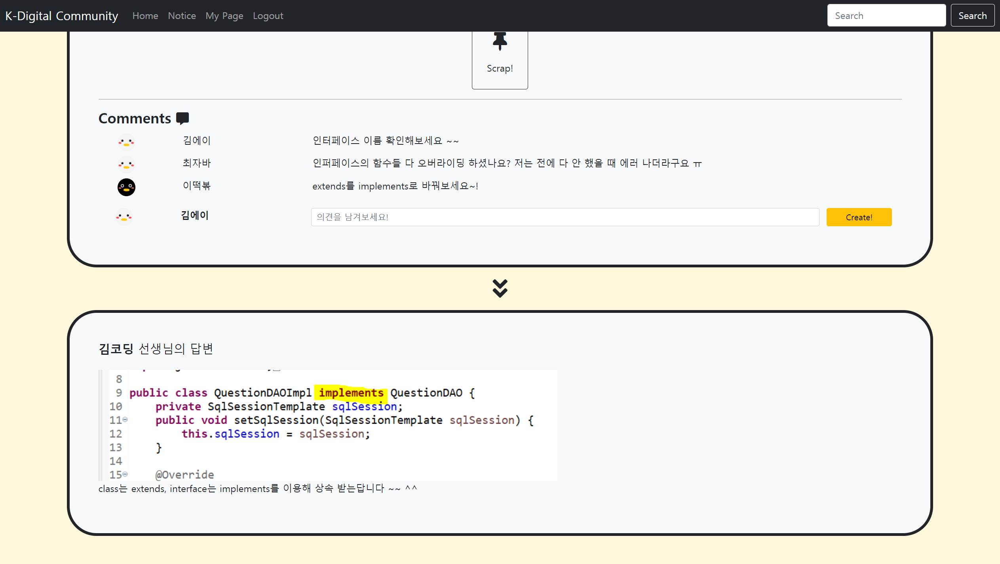 K-Digital Community Home Notice My Page Logout Search Search
Scrap!
Comments
김에이 인터페이스 이름 확인해보세요 ~~
최자바 인퍼페이스의 함수들 다 오버라이딩 하셨나요? 저는 전에 다 안 했을 때 에러 나더라구요 ㅠ
이떡볶 extends를 implements로 바꿔보세요~!
김에이 의견을 남겨보세요! Create!
김코딩 선생님의 답변
8
9 public class QuestionDAOImpl implements QuestionDAO {
10 private SqlSessionTemplate sqlSession;
11 public void setSqlSession(SqlSessionTemplate sqlSession) {
12 this.sqlSession = sqlSession;
13 }
14
15 @Override
class는 extends, interface는 implements를 이용해 상속 받는답니다 ~~ ^^